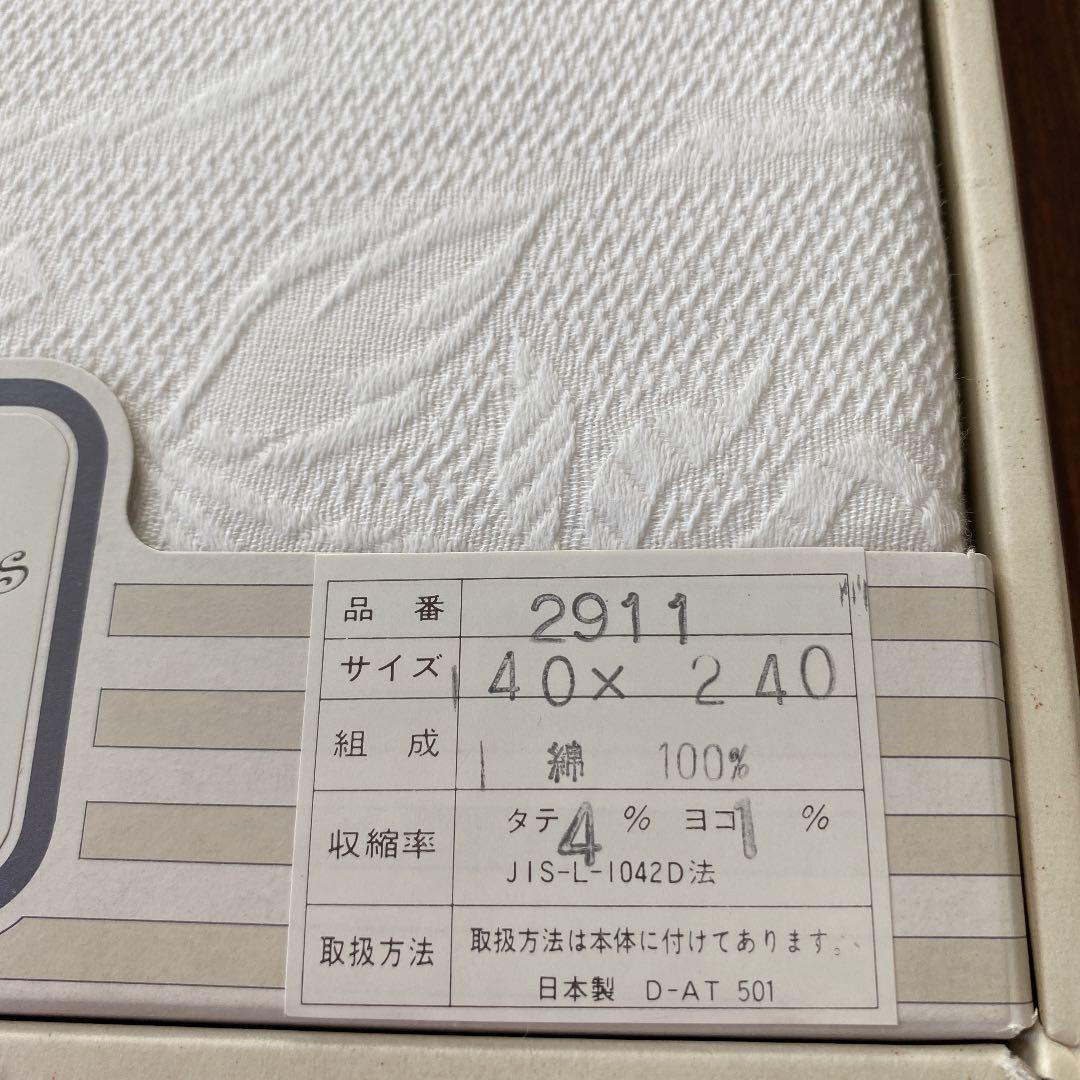 s
品番 2911
サイズ 140× 240
組成 綿 100%
収縮率 タテ4% ヨコ1%
JIS-L-1042D法
取扱方法 取扱方法は本体に付けてあります。
日本製 D-AT 501